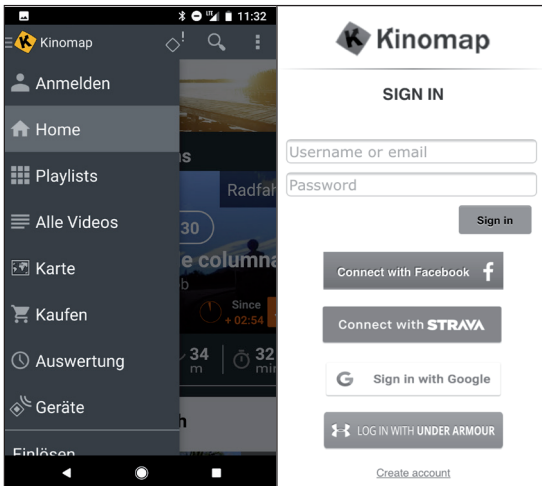 11:32
Kinomap
Anmelden
Home
Playlists
Alle Videos
Karte
Kaufen
Auswertung
Geräte
Einlösen
Radfah
30
e columna
Since
+ 02:54
34
m
32
min
h
Kinomap
SIGN IN
Username or email
Password
Sign in
Connect with Facebook
Connect with STRAVA
G Sign in with Google
LOG IN WITH UNDER ARMOUR
Create account